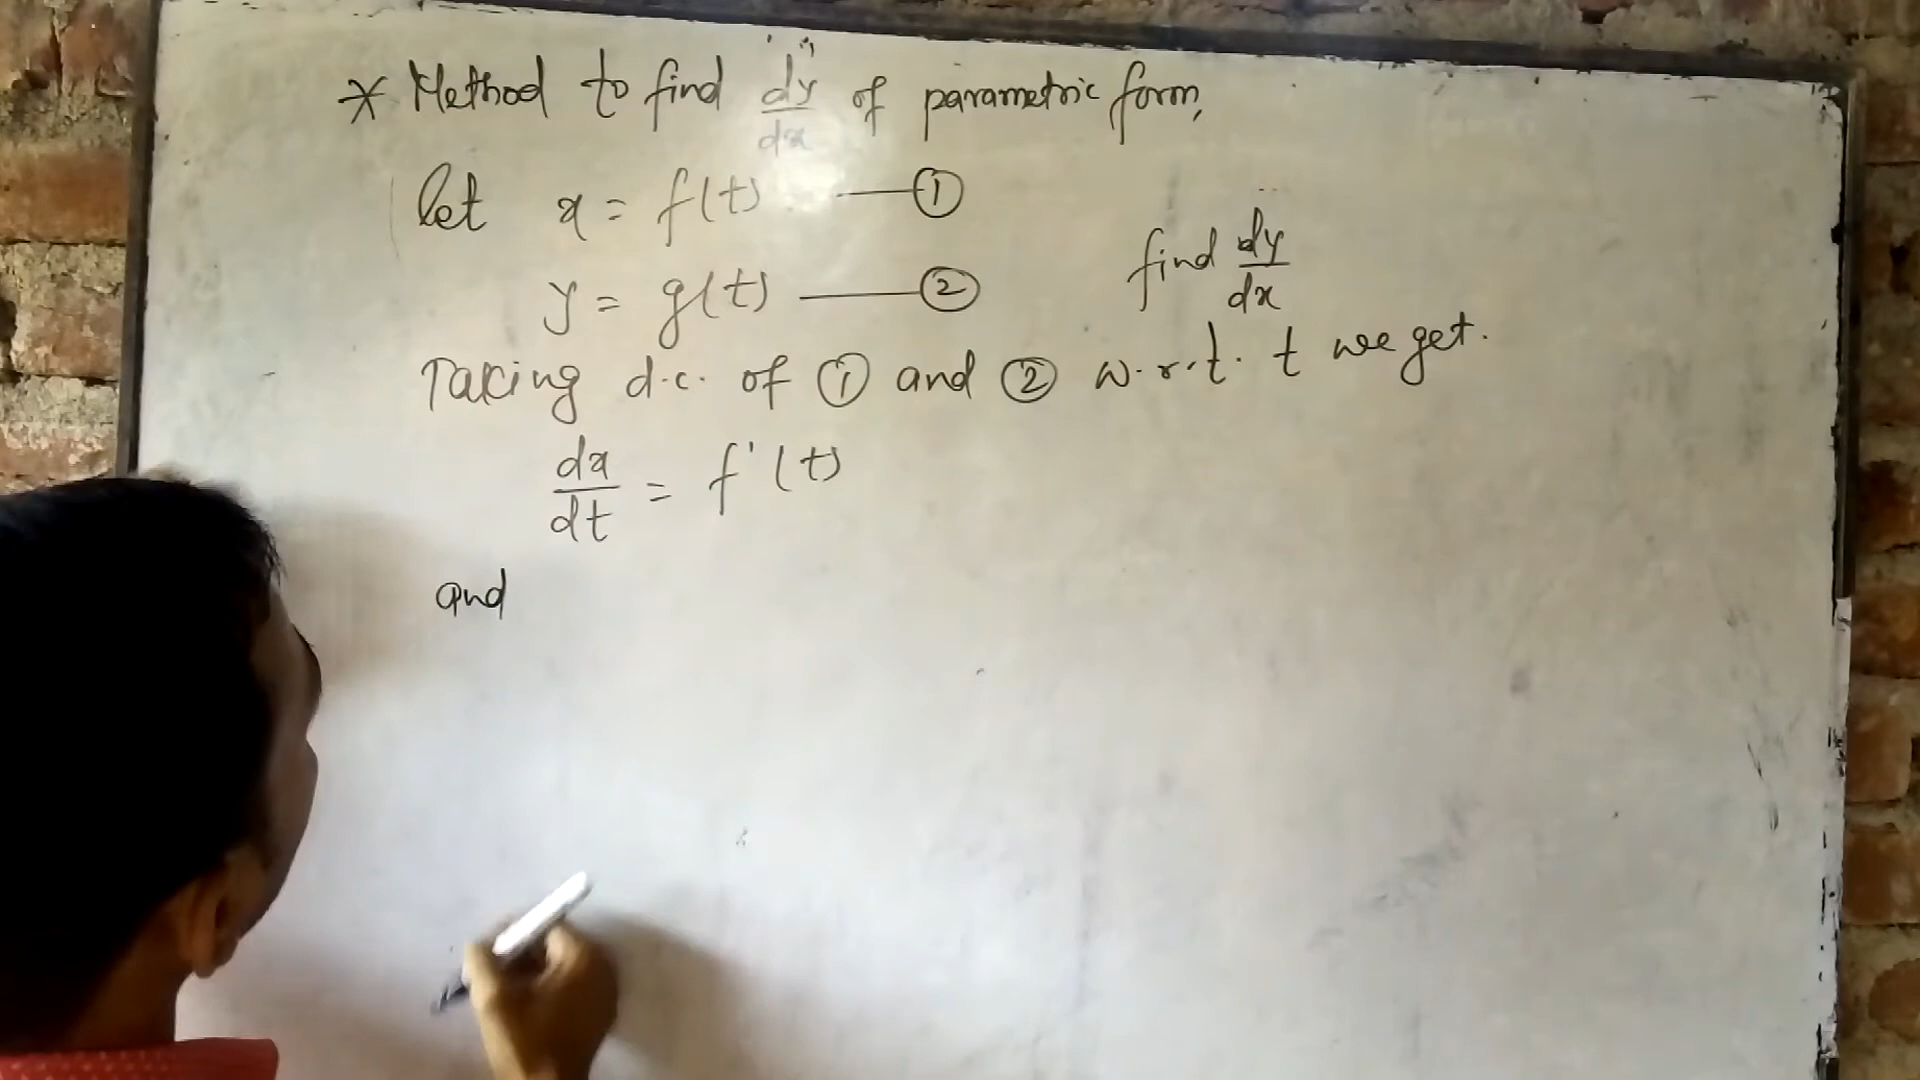 * Method to find dy/dx of parametric form,
let x = f(t) —— ①
y = g(t) —— ②
find dy/dx
Taking d.c. of ① and ② w.r.t. t we get.
dx/dt = f'(t)
and